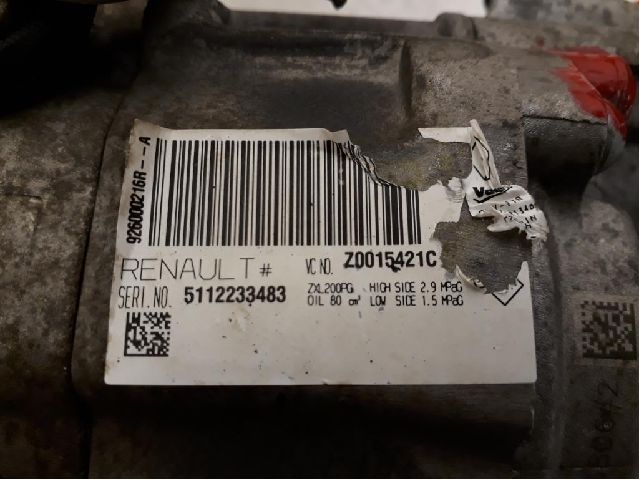 926000216R--A
RENAULT# VC NO. Z0015421C
SERI.NO. 5112233483
ZXL200PG HIGH SIDE 2.9 MPaG
OIL 80 cm³ LOW SIDE 1.5 MPaG